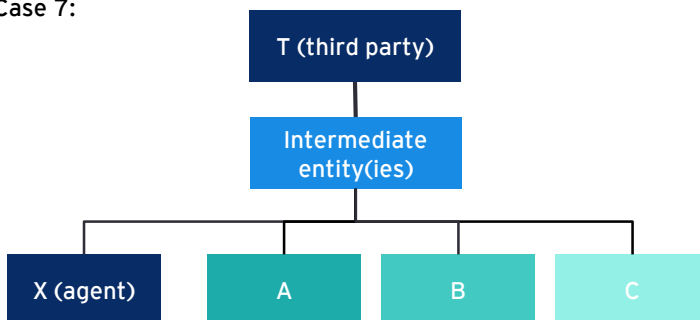 Case 7:
T (third party)
Intermediate
entity(ies)
X (agent)
A
B
C